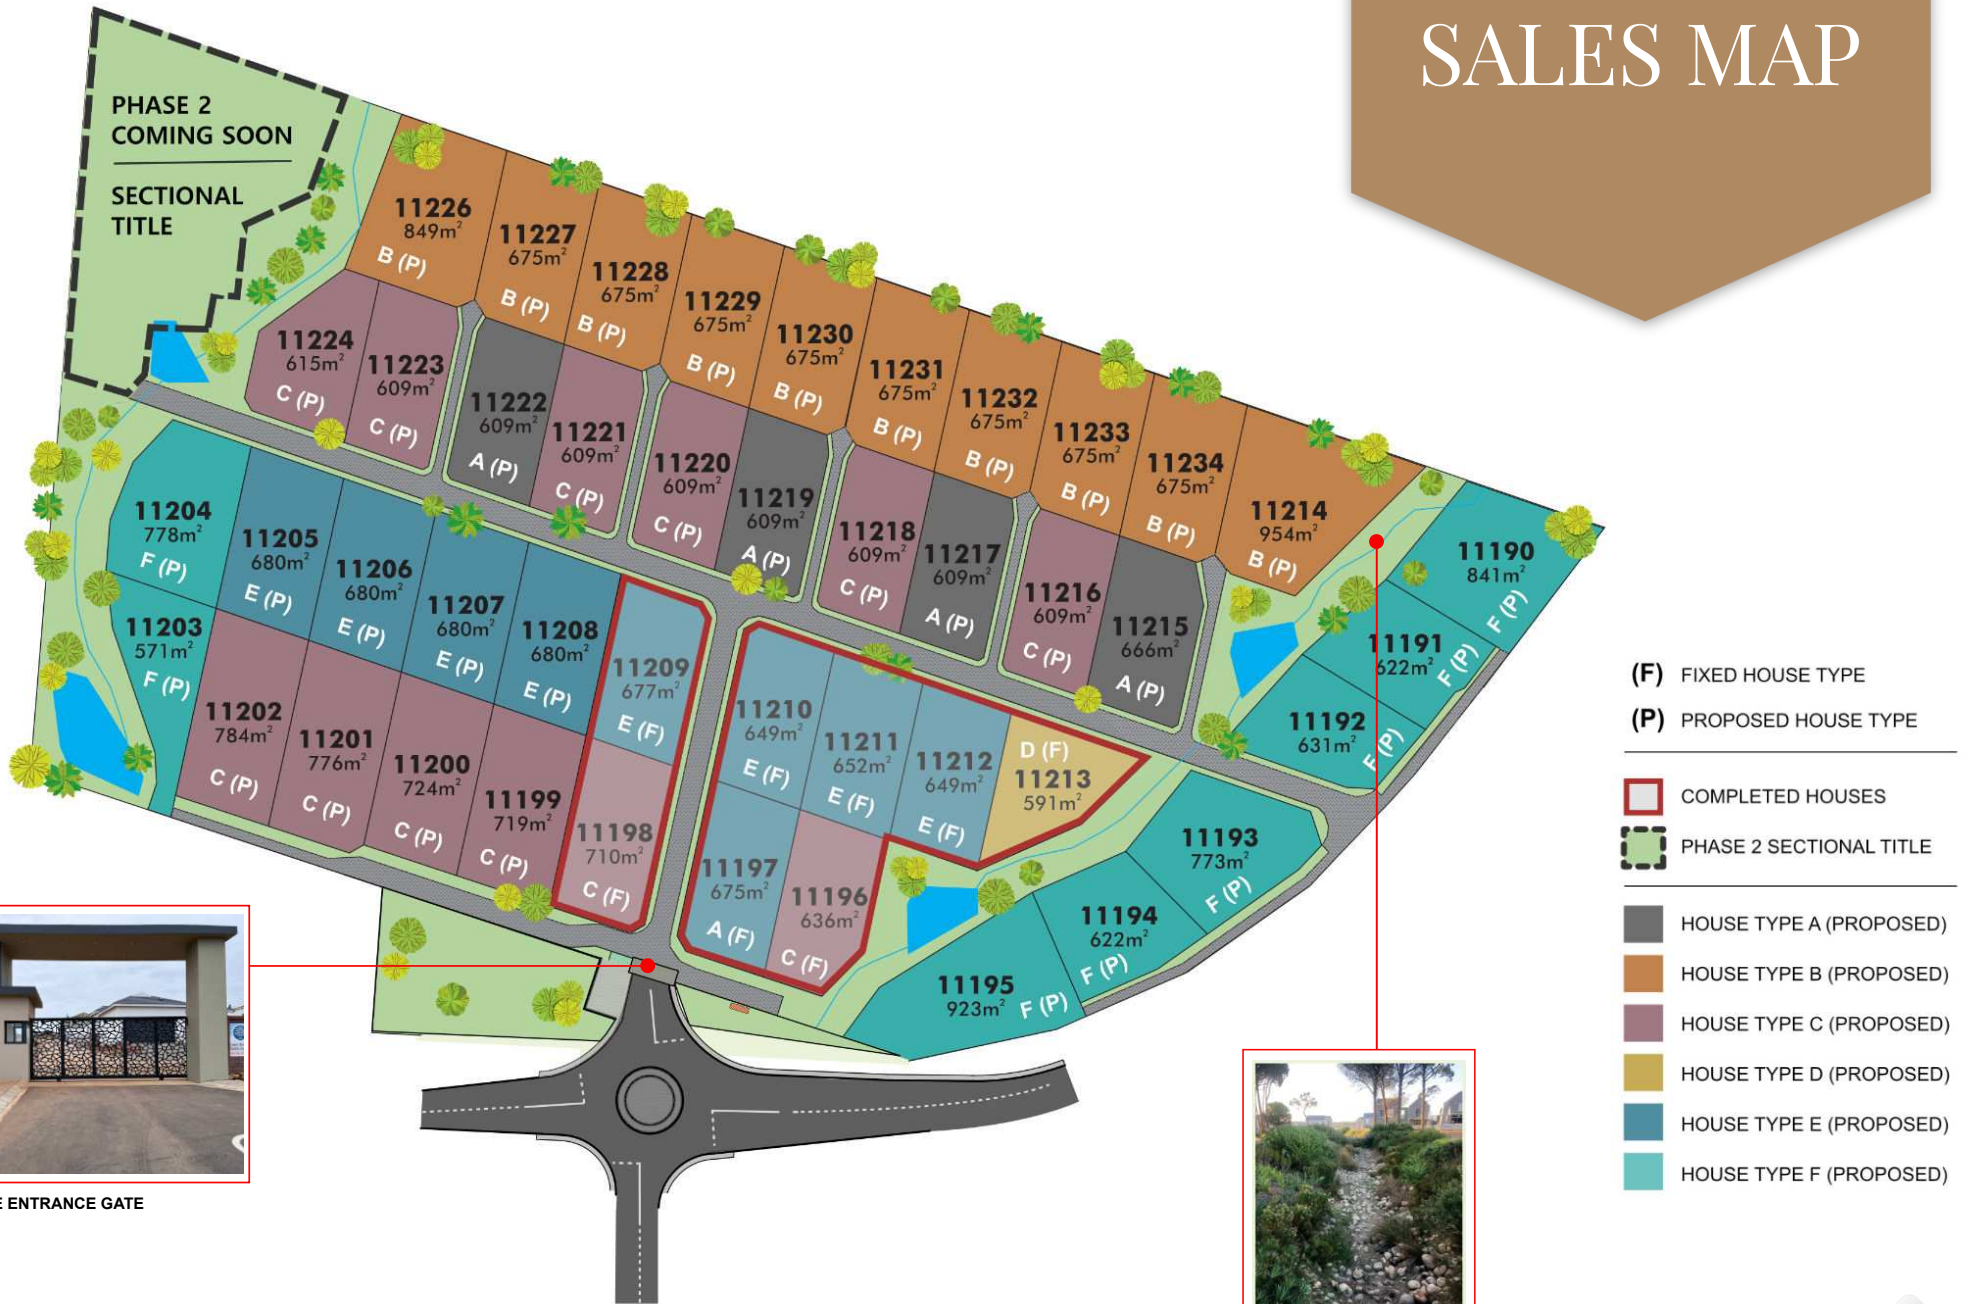 SALES MAP
PHASE 2
COMING SOON
SECTIONAL
TITLE
11226
849m²
B (P)
11227
675m²
B (P)
11228
675m²
B (P)
11229
675m²
B (P)
11230
675m²
B (P)
11231
675m²
B (P)
11232
675m²
B (P)
11233
675m²
B (P)
11234
675m²
B (P)
11214
954m²
B (P)
11224
615m²
C (P)
11223
609m²
C (P)
11222
609m²
A (P)
11221
609m²
C (P)
11220
609m²
C (P)
11219
609m²
A (P)
11218
609m²
C (P)
11217
609m²
A (P)
11216
609m²
C (P)
11215
666m²
A (P)
11190
841m²
F (P)
11191
622m²
F (P)
11192
631m²
F (P)
11204
778m²
F (P)
11205
680m²
E (P)
11206
680m²
E (P)
11207
680m²
E (P)
11208
680m²
E (P)
11209
677m²
E (F)
11210
649m²
E (F)
11211
652m²
E (F)
11212
649m²
E (F)
D (F)
11213
591m²
11203
571m²
F (P)
11202
784m²
C (P)
11201
776m²
C (P)
11200
724m²
C (P)
11199
719m²
C (P)
11198
710m²
C (F)
11197
675m²
A (F)
11196
636m²
C (F)
11193
773m²
F (P)
11194
622m²
F (P)
11195
923m²
F (P)
(F) FIXED HOUSE TYPE
(P) PROPOSED HOUSE TYPE
COMPLETED HOUSES
PHASE 2 SECTIONAL TITLE
HOUSE TYPE A (PROPOSED)
HOUSE TYPE B (PROPOSED)
HOUSE TYPE C (PROPOSED)
HOUSE TYPE D (PROPOSED)
HOUSE TYPE E (PROPOSED)
HOUSE TYPE F (PROPOSED)
ENTRANCE GATE